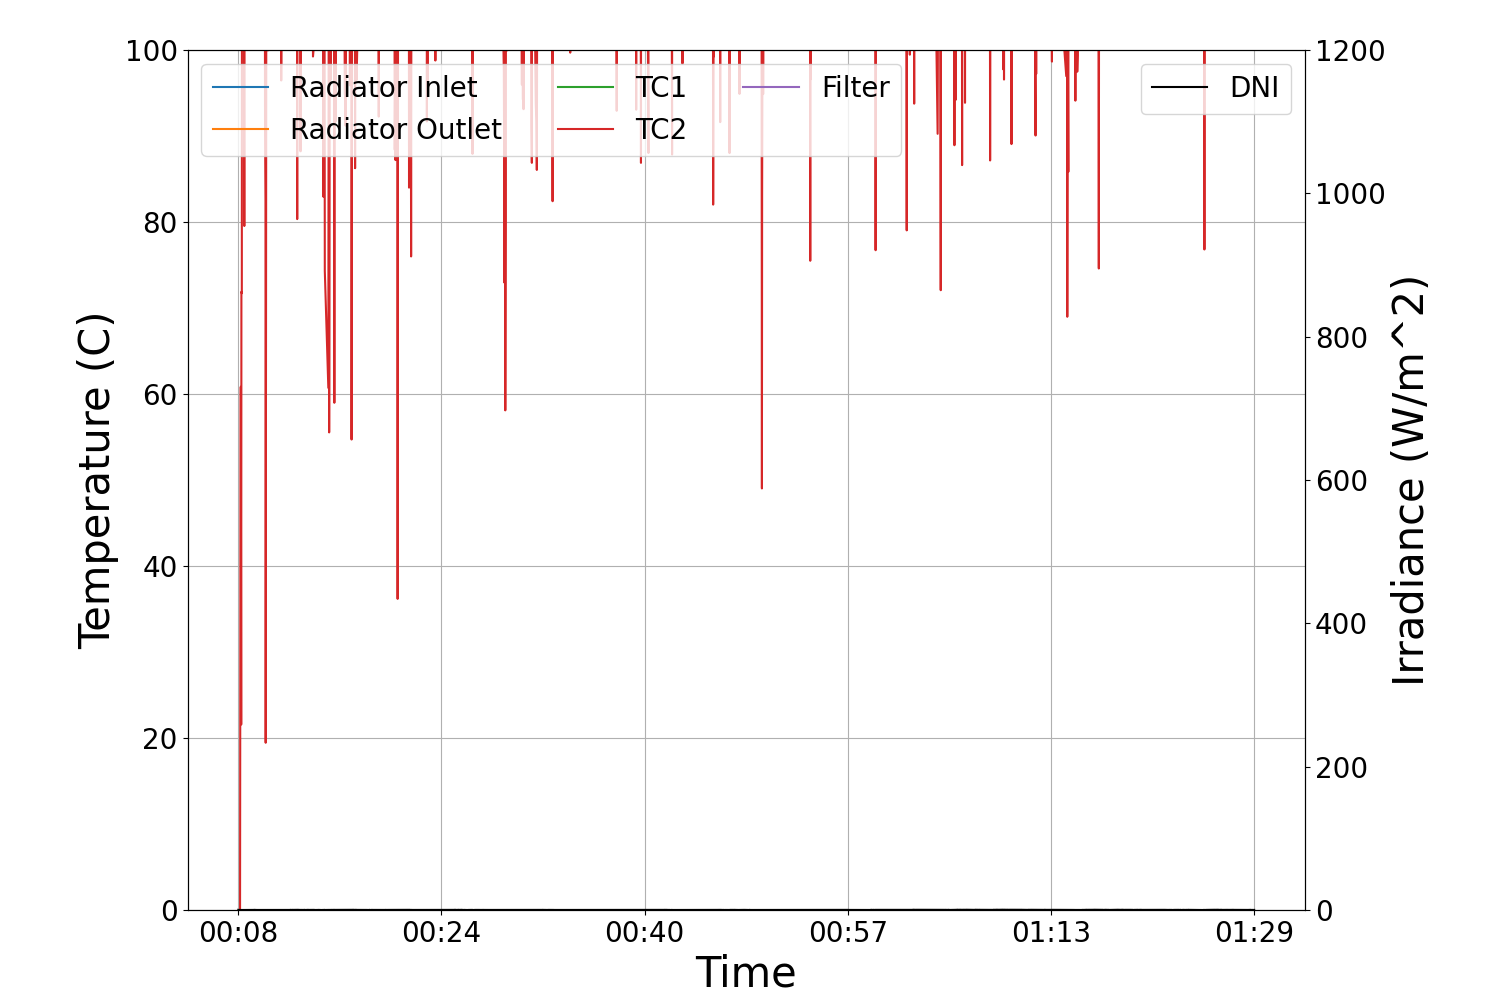 100
80
60
40
20
0
Temperature (C)
Radiator Inlet
Radiator Outlet
TC1
TC2
Filter
DNI
1200
1000
800
600
400
200
0
Irradiance (W/m^2)
00:08 00:24 00:40 00:57 01:13 01:29
Time